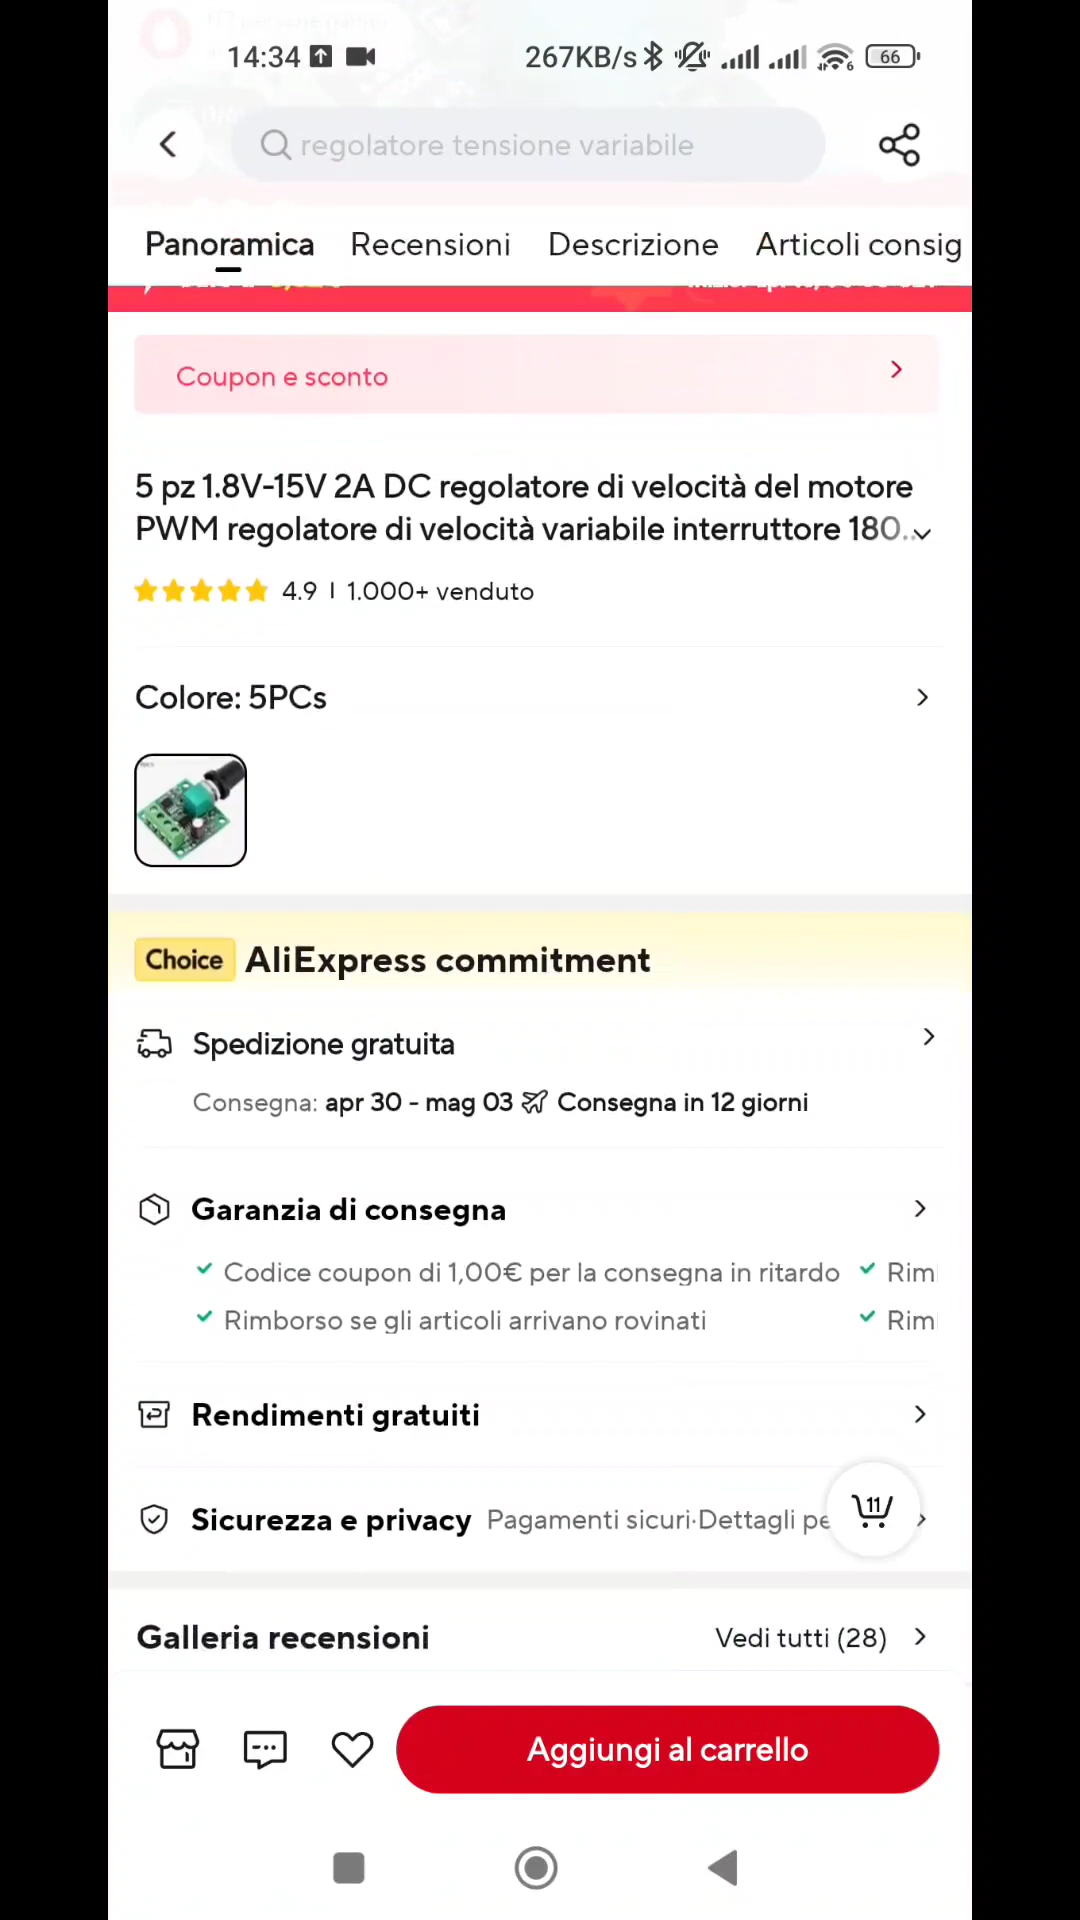 14:34
267KB/s
6
66
regolatore tensione variabile
Panoramica Recensioni Descrizione Articoli consig
Coupon e sconto
5 pz 1.8V-15V 2A DC regolatore di velocità del motore
PWM regolatore di velocità variabile interruttore 180...
4.9 | 1.000+ venduto
Colore: 5PCs
Choice AliExpress commitment
Spedizione gratuita
Consegna: apr 30 - mag 03 Consegna in 12 giorni
Garanzia di consegna
Codice coupon di 1,00€ per la consegna in ritardo Rim
Rimborso se gli articoli arrivano rovinati Rim
Rendimenti gratuiti
Sicurezza e privacy Pagamenti sicuri·Dettagli pe
11
Galleria recensioni Vedi tutti (28)
Aggiungi al carrello